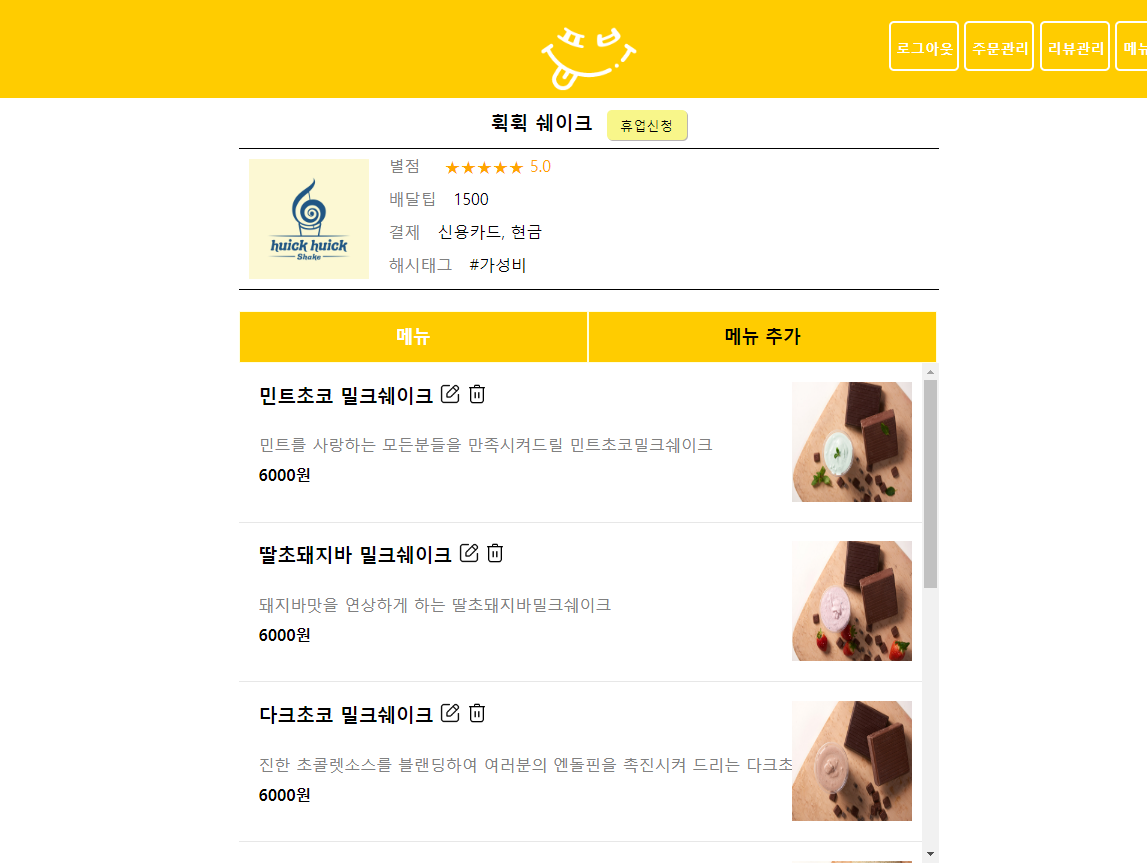 프 브
로그아웃 주문관리 리뷰관리 메뉴
휙휙 쉐이크 휴업신청
huick huick
Shake
별점 ★★★★★ 5.0
배달팁 1500
결제 신용카드, 현금
해시태그 #가성비
메뉴 메뉴 추가
민트초코 밀크쉐이크
민트를 사랑하는 모든분들을 만족시켜드릴 민트초코밀크쉐이크
6000원
딸초돼지바 밀크쉐이크
돼지바맛을 연상하게 하는 딸초돼지바밀크쉐이크
6000원
다크초코 밀크쉐이크
진한 초콜렛소스를 블랜딩하여 여러분의 엔돌핀을 촉진시켜 드리는 다크초
6000원